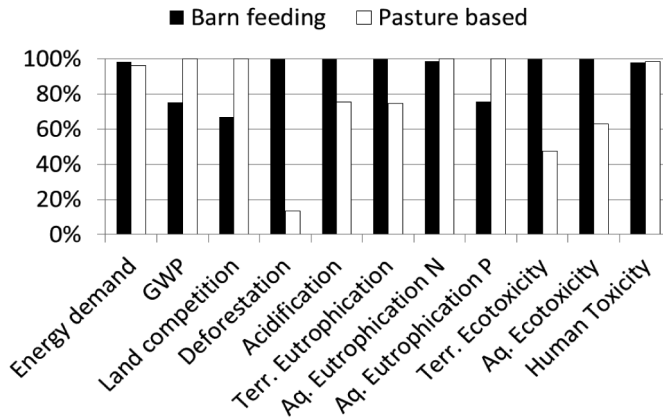 Barn feeding Pasture based
100%
80%
60%
40%
20%
0%
Energy demand
GWP
Land competition
Deforestation
Acidification
Terr. Eutrophication
Aq. Eutrophication N
Aq. Eutrophication P
Terr. Ecotoxicity
Aq. Ecotoxicity
Human Toxicity